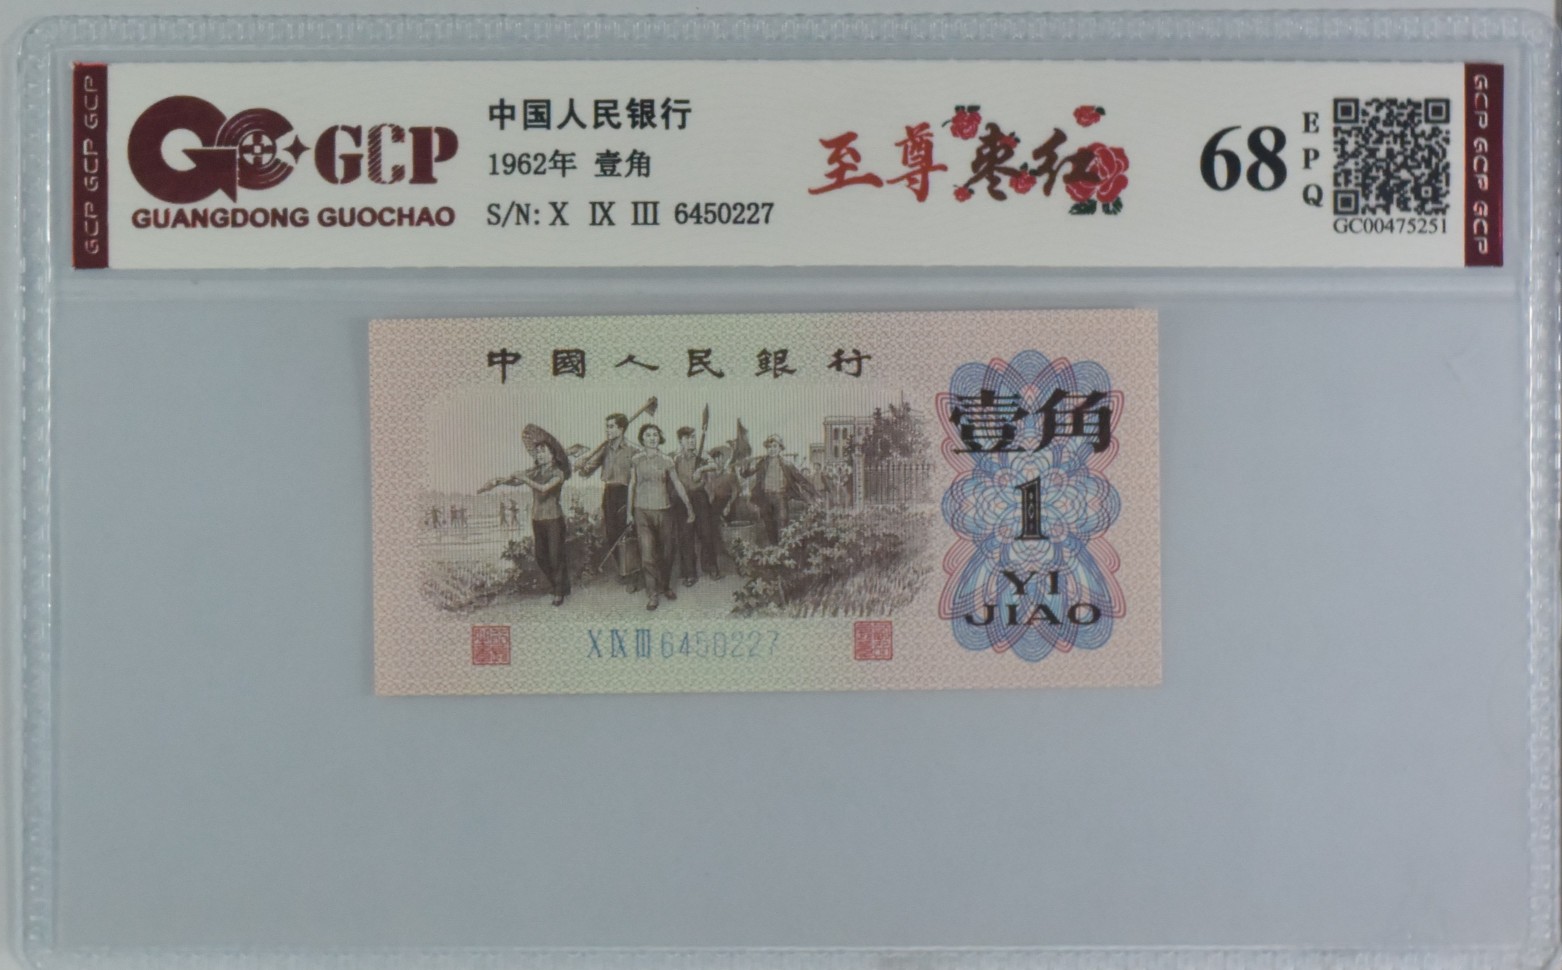 GCP GCP GCP
GCP
GUANGDONG GUOCHAO
中国人民银行
1962年 壹角
S/N: X IX III 6450227
至尊枣红
68
EPQ
GC00475251
GCP GCP GCP
中國人民銀行
壹角
1
YI
JIAO
X IX III 6450227